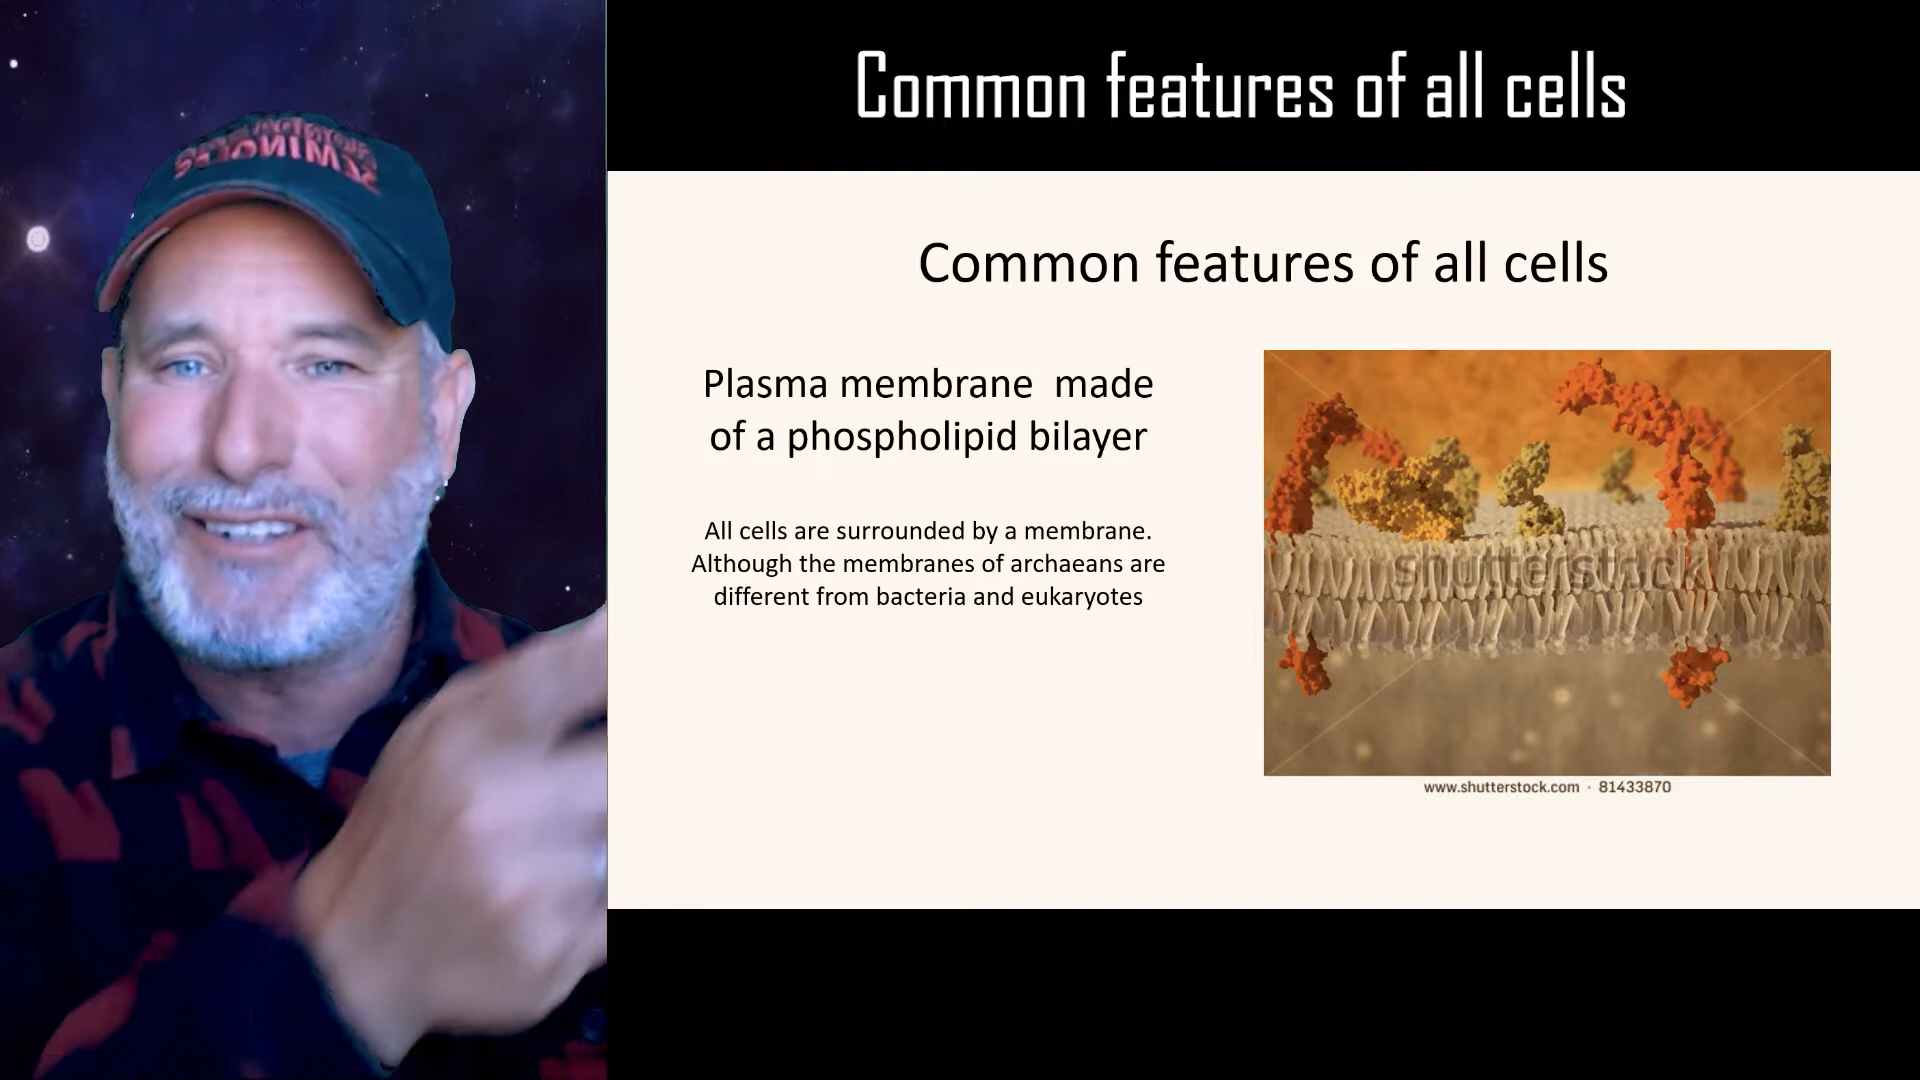 SEMINOLES
Common features of all cells
Common features of all cells
Plasma membrane  made
of a phospholipid bilayer
All cells are surrounded by a membrane.
Although the membranes of archaeans are
different from bacteria and eukaryotes
shutterstock
www.shutterstock.com · 81433870